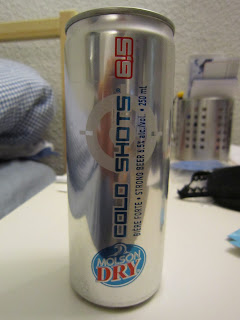 COLD SHOTS 6.5
BIÈRE FORTE • STRONG BEER 6.5% alc./vol. • 250 mL
MOLSON
DRY